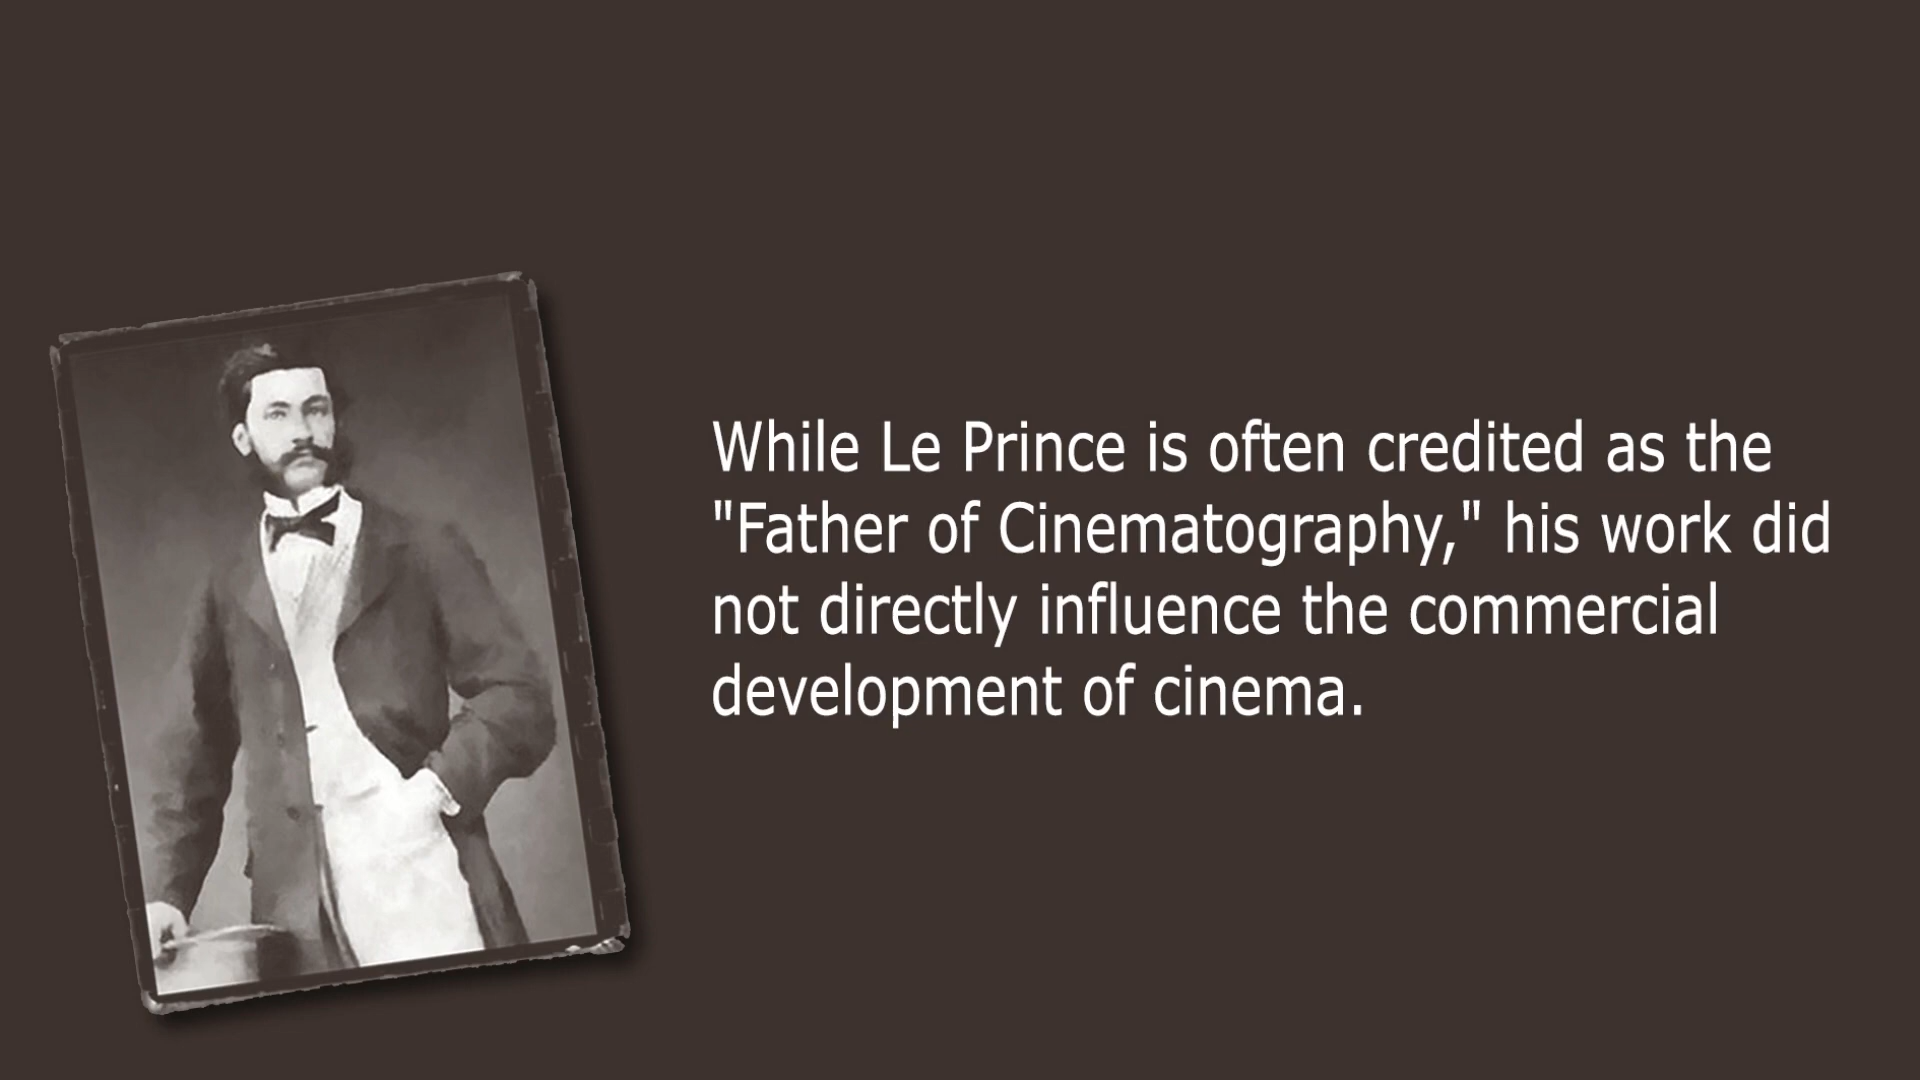 While Le Prince is often credited as the
"Father of Cinematography," his work did
not directly influence the commercial
development of cinema.